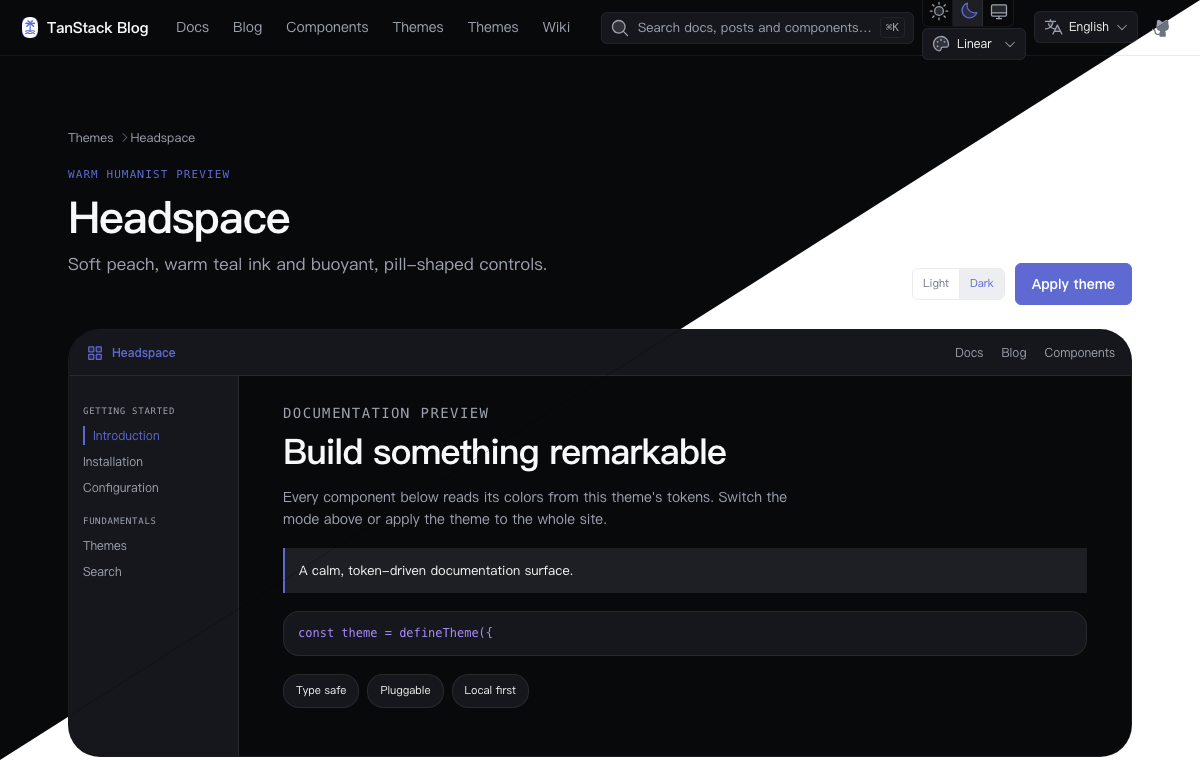 TanStack Blog
Docs
Blog
Components
Themes
Themes
Wiki
Search docs, posts and components...
⌘K
Linear
English
Themes
Headspace
WARM HUMANIST PREVIEW
Headspace
Soft peach, warm teal ink and buoyant, pill-shaped controls.
Light
Dark
Apply theme
Headspace
Docs
Blog
Components
GETTING STARTED
Introduction
Installation
Configuration
FUNDAMENTALS
Themes
Search
DOCUMENTATION PREVIEW
Build something remarkable
Every component below reads its colors from this theme's tokens. Switch the
mode above or apply the theme to the whole site.
A calm, token-driven documentation surface.
const theme = defineTheme({
Type safe
Pluggable
Local first